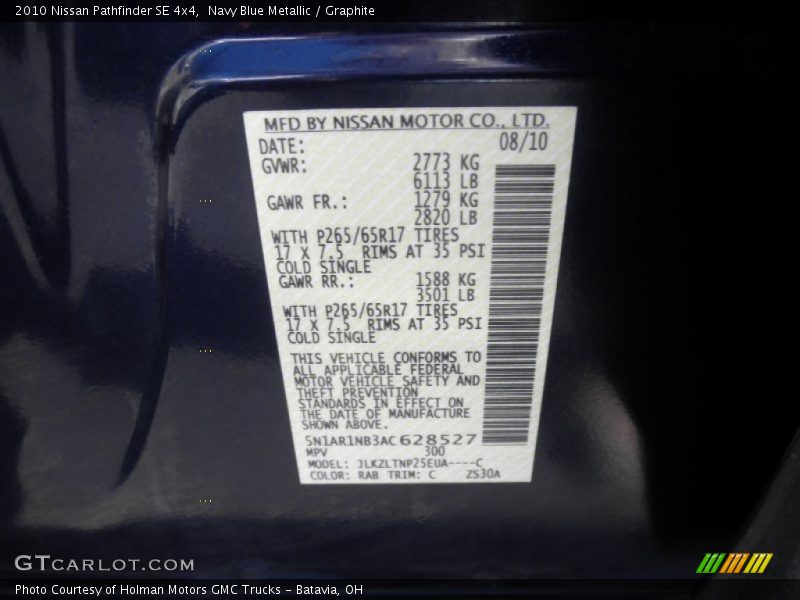 2010 Nissan Pathfinder SE 4x4, Navy Blue Metallic / Graphite
MFD BY NISSAN MOTOR CO., LTD.
DATE: 08/10
GVWR: 2773 KG
6113 LB
GAWR FR.: 1279 KG
2820 LB
WITH P265/65R17 TIRES
17 X 7.5 RIMS AT 35 PSI
COLD SINGLE
GAWR RR.: 1588 KG
3501 LB
WITH P265/65R17 TIRES
17 X 7.5 RIMS AT 35 PSI
COLD SINGLE
THIS VEHICLE CONFORMS TO
ALL APPLICABLE FEDERAL
MOTOR VEHICLE SAFETY AND
THEFT PREVENTION
STANDARDS IN EFFECT ON
THE DATE OF MANUFACTURE
SHOWN ABOVE.
5N1AR1NB3AC628527
MPV 300
MODEL: JLKZLTNP25EUA----C
COLOR: RAB TRIM: C ZS30A
GTCARLOT.COM
Photo Courtesy of Holman Motors GMC Trucks - Batavia, OH